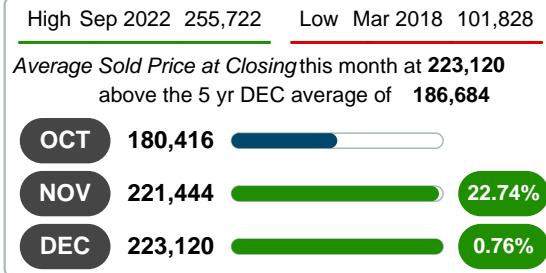 High Sep 2022 255,722 Low Mar 2018 101,828
Average Sold Price at Closing this month at 223,120
above the 5 yr DEC average of 186,684
OCT 180,416
NOV 221,444 22.74%
DEC 223,120 0.76%